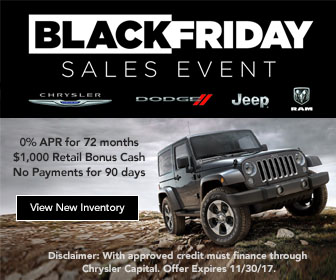 BLACKFRIDAY
SALES EVENT
CHRYSLER
DODGE
Jeep
RAM
0% APR for 72 months
$1,000 Retail Bonus Cash
No Payments for 90 days
View New Inventory
Disclaimer: With approved credit must finance through
Chrysler Capital. Offer Expires 11/30/17.